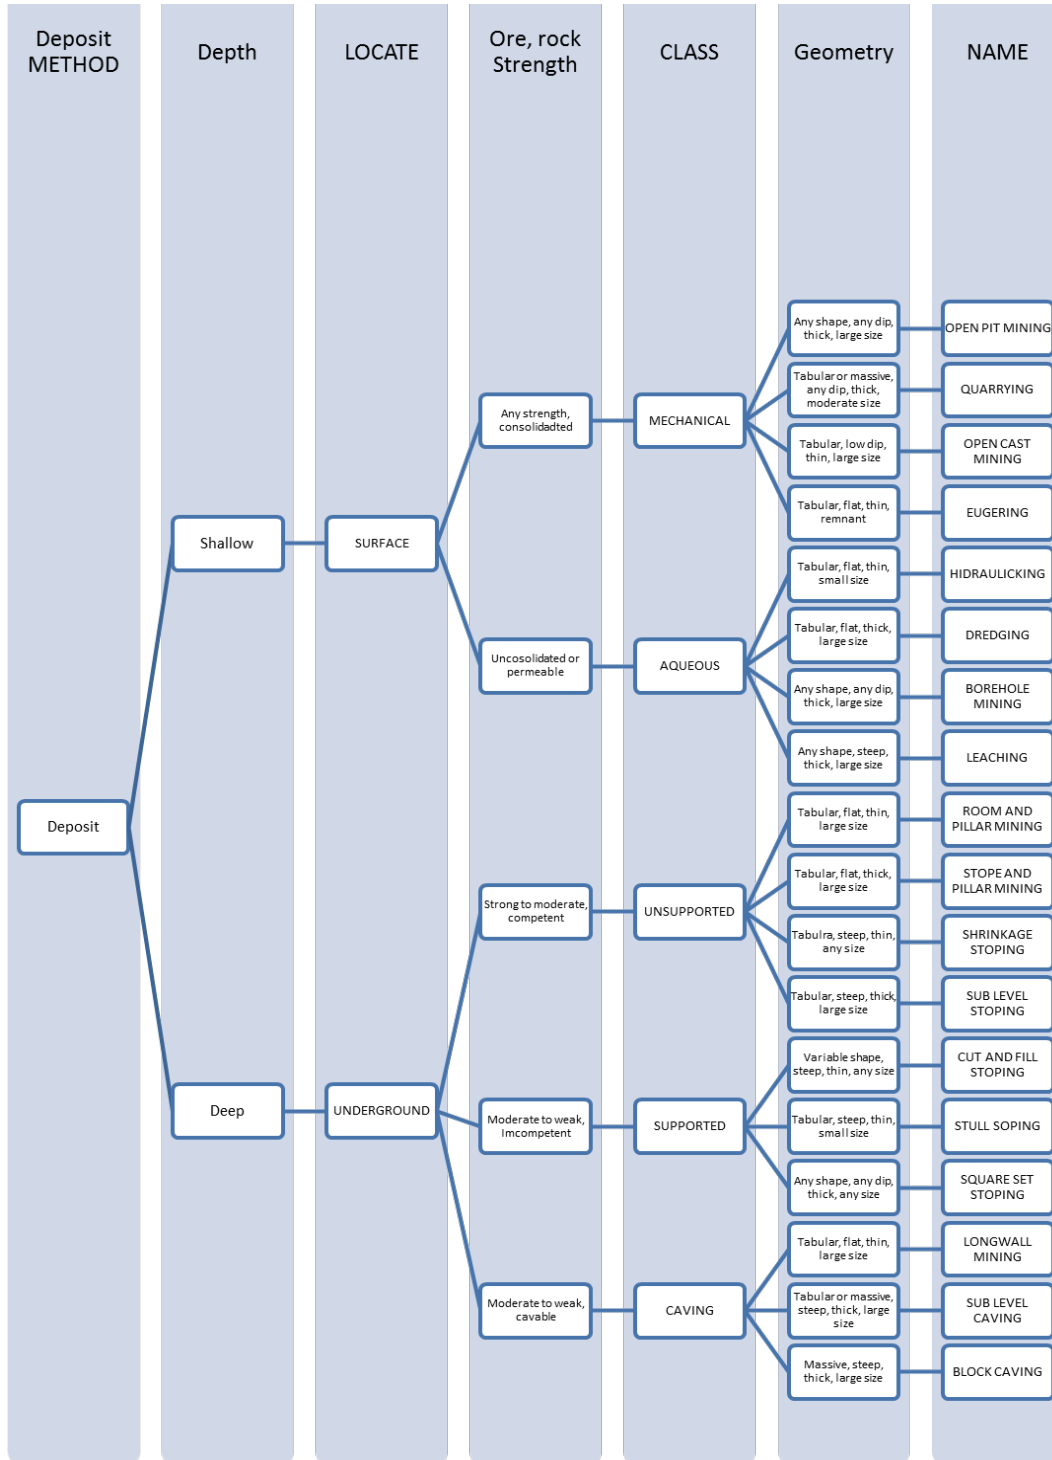 Deposit
METHOD
Depth
LOCATE
Ore, rock
Strength
CLASS
Geometry
NAME
Deposit
Shallow
Deep
SURFACE
UNDERGROUND
Any strength,
consolidadted
Uncosolidated or
permeable
Strong to moderate,
competent
Moderate to weak,
Imcompetent
Moderate to weak,
cavable
MECHANICAL
AQUEOUS
UNSUPPORTED
SUPPORTED
CAVING
Any shape, any dip,
thick, large size
OPEN PIT MINING
Tabular or massive,
any dip, thick,
moderate size
QUARRYING
Tabular, low dip,
thin, large size
OPEN CAST
MINING
Tabular, flat, thin,
remnant
EUGERING
Tabular, flat, thin,
small size
HIDRAULICKING
Tabular, flat, thick,
large size
DREDGING
Any shape, any dip,
thick, large size
BOREHOLE
MINING
Any shape, steep,
thick, large size
LEACHING
Tabular, flat, thin,
large size
ROOM AND
PILLAR MINING
Tabular, flat, thick,
large size
STOPE AND
PILLAR MINING
Tabulra, steep, thin,
any size
SHRINKAGE
STOPING
Tabular, steep, thick,
large size
SUB LEVEL
STOPING
Variable shape,
steep, thin, any size
CUT AND FILL
STOPING
Tabular, steep, thin,
small size
STULL SOPING
Any shape, any dip,
thick, any size
SQUARE SET
STOPING
Tabular, flat, thin,
large size
LONGWALL
MINING
Tabular or massive,
steep, thick, large
size
SUB LEVEL
CAVING
Massive, steep,
thick, large size
BLOCK CAVING